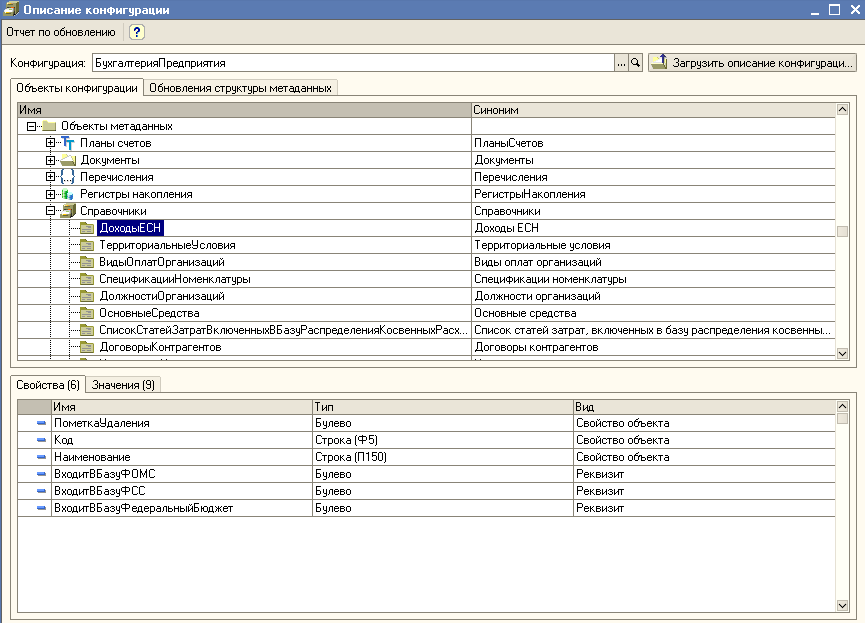 Описание конфигурации
Отчет по обновлению ?
Конфигурация: БухгалтерияПредприятия ... Загрузить описание конфигураци...
Объекты конфигурации Обновления структуры метаданных
Имя Синоним
Объекты метаданных
Планы счетов ПланыСчетов
Документы Документы
Перечисления Перечисления
Регистры накопления РегистрыНакопления
Справочники Справочники
ДоходыЕСН Доходы ЕСН
ТерриториальныеУсловия Территориальные условия
ВидыОплатОрганизаций Виды оплат организаций
СпецификацииНоменклатуры Спецификации номенклатуры
ДолжностиОрганизаций Должности организаций
ОсновныеСредства Основные средства
СписокСтатейЗатратВключенныхВБазуРаспределенияКосвенныхРасх... Список статей затрат, включенных в базу распределения косвенны...
ДоговорыКонтрагентов Договоры контрагентов
Свойства (6) Значения (9)
Имя Тип Вид
ПометкаУдаления Булево Свойство объекта
Код Строка (Ф5) Свойство объекта
Наименование Строка (П150) Свойство объекта
ВходитВБазуФОМС Булево Реквизит
ВходитВБазуФСС Булево Реквизит
ВходитВБазуФедеральныйБюджет Булево Реквизит